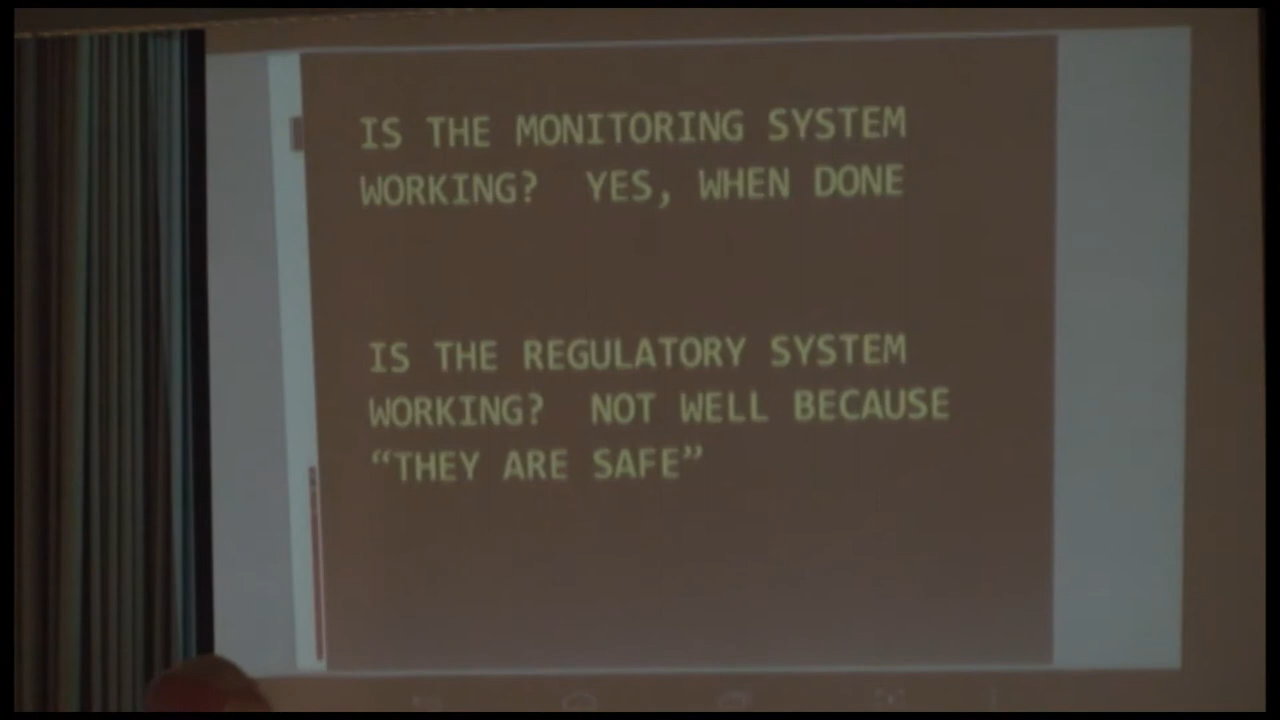 IS THE MONITORING SYSTEM
WORKING? YES, WHEN DONE
IS THE REGULATORY SYSTEM
WORKING? NOT WELL BECAUSE
“THEY ARE SAFE”